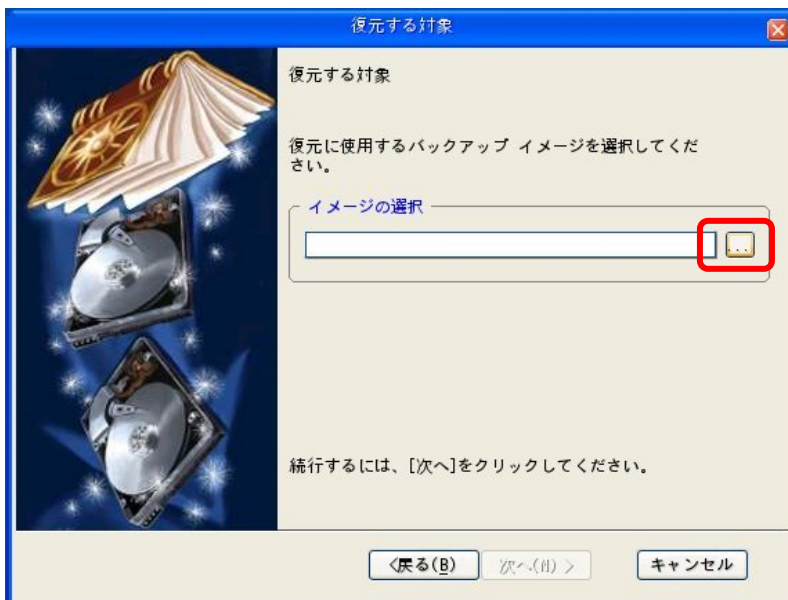 復元する対象
復元する対象
復元に使用するバックアップ イメージを選択してくだ
さい。
イメージの選択
...
続行するには、[次へ]をクリックしてください。
<戻る(B)
次へ(N) >
キャンセル